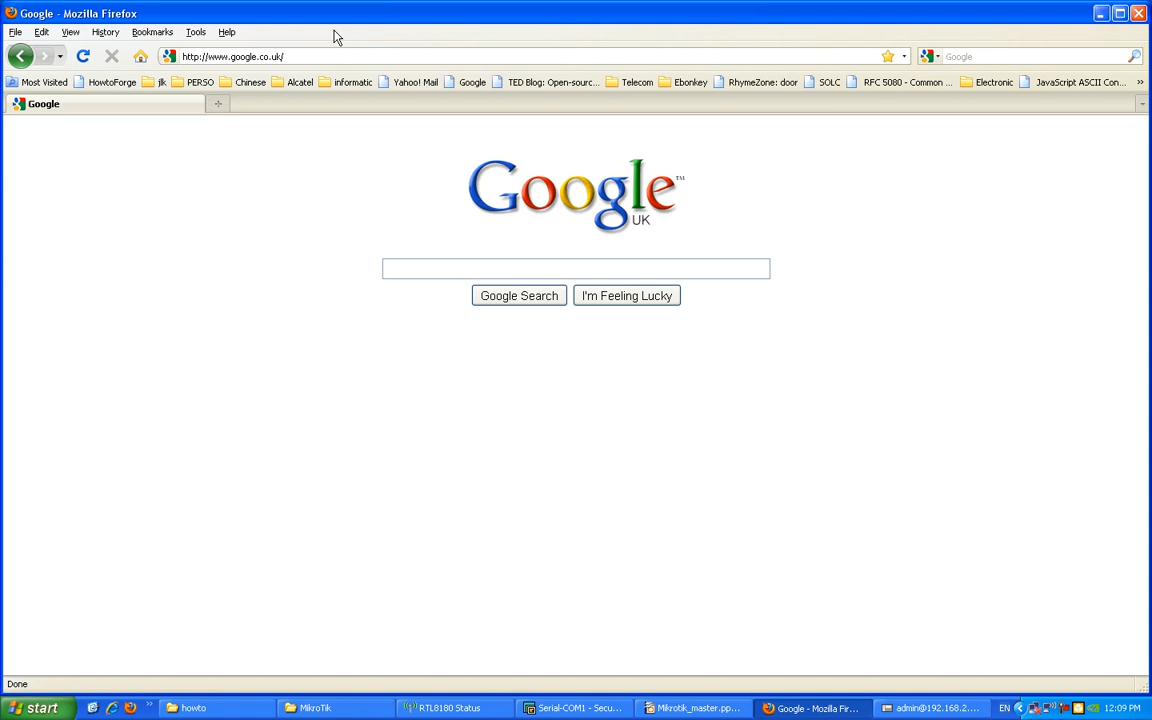 Google - Mozilla Firefox
File Edit View History Bookmarks Tools Help
http://www.google.co.uk/ Google
Most Visited HowtoForge jlk PERSO Chinese Alcatel informatic Yahoo! Mail Google TED Blog: Open-sourc... Telecom Ebonkey RhymeZone: door SOLC RFC 5080 - Common ... Electronic JavaScript ASCII Con... »
Google
Google™
UK
Google Search I'm Feeling Lucky
Done
start » howto MikroTik RTL8180 Status Serial-COM1 - Secu... Mikrotik_master.pp... Google - Mozilla Fir... admin@192.168.2.... EN 12:09 PM